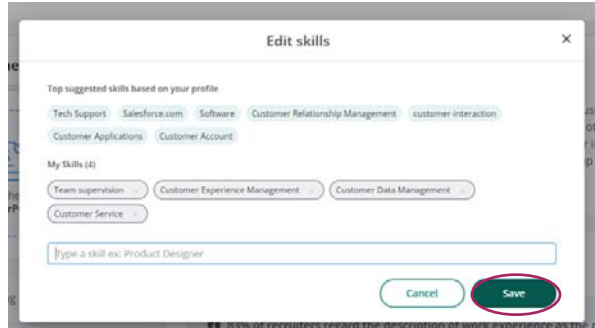 Edit skills
Top suggested skills based on your profile
Tech Support Salesforce.com Software Customer Relationship Management customer-interaction
Customer Applications Customer Account
My Skills (4)
Team supervision Customer Experience Management Customer Data Management
Customer Service
Type a skill ex: Product Designer
Cancel Save
83% of recruiters regard the description of work experience as the